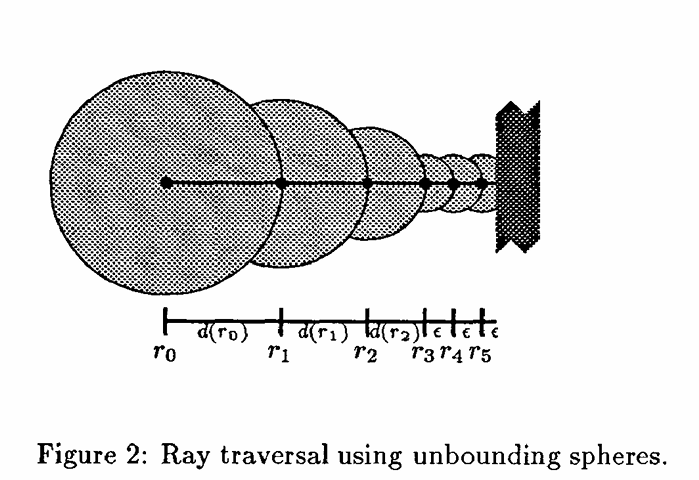 d(r₀) d(r₁) d(r₂) ϵ ϵ ϵ
r₀ r₁ r₂ r₃ r₄ r₅
Figure 2: Ray traversal using unbounding spheres.